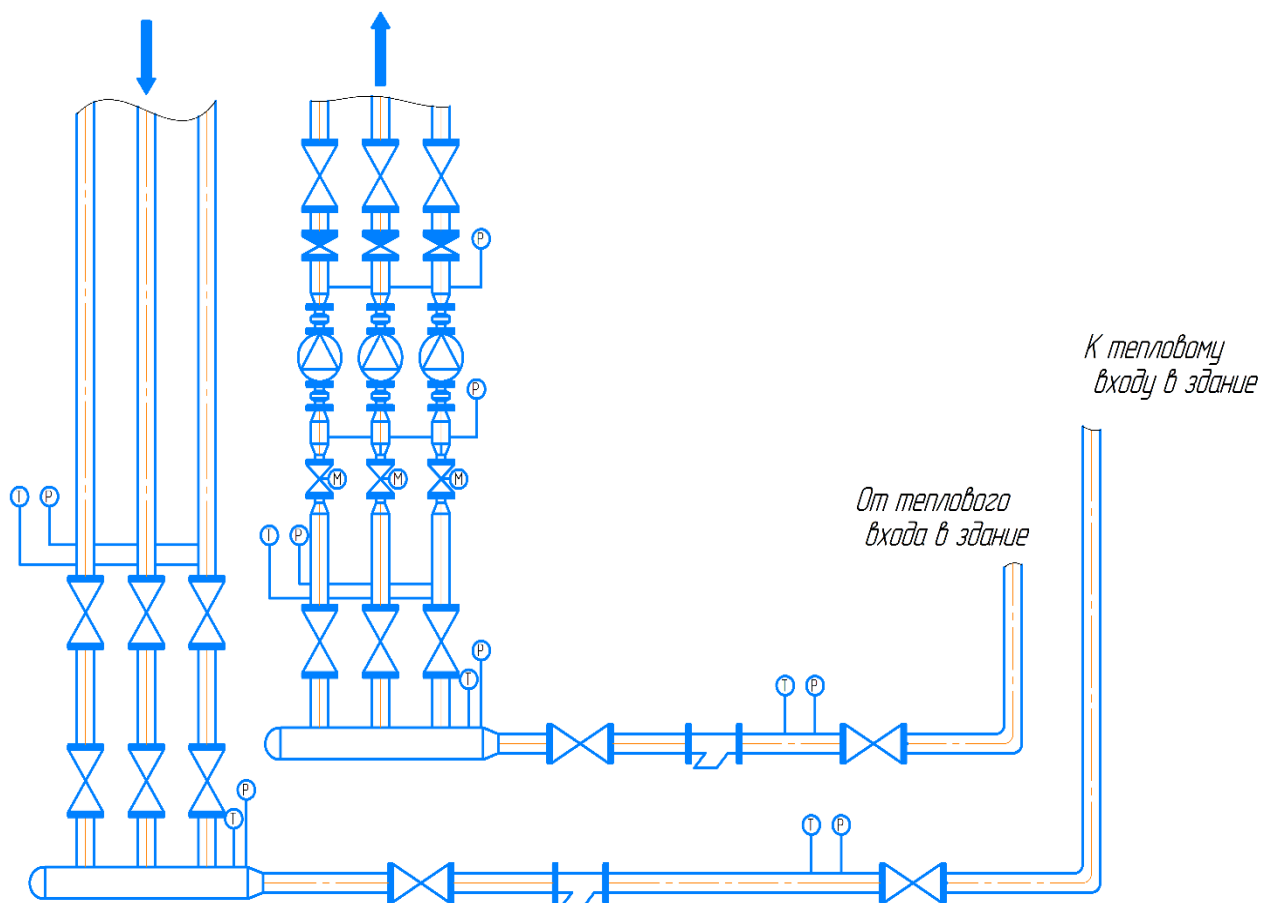 P
К тепловому
входу в здание
P
M M M
I P
От теплового
входа в здание
I P
P
T
T P
P
T
T P